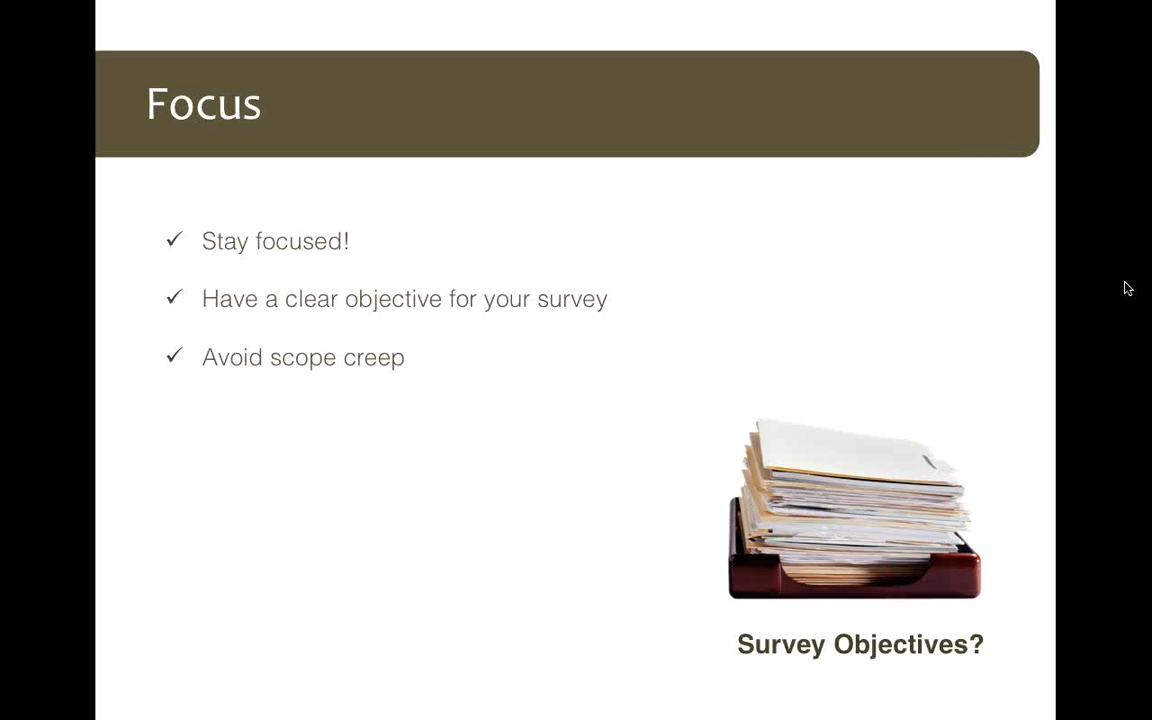 Focus
✓ Stay focused!
✓ Have a clear objective for your survey
✓ Avoid scope creep
Survey Objectives?